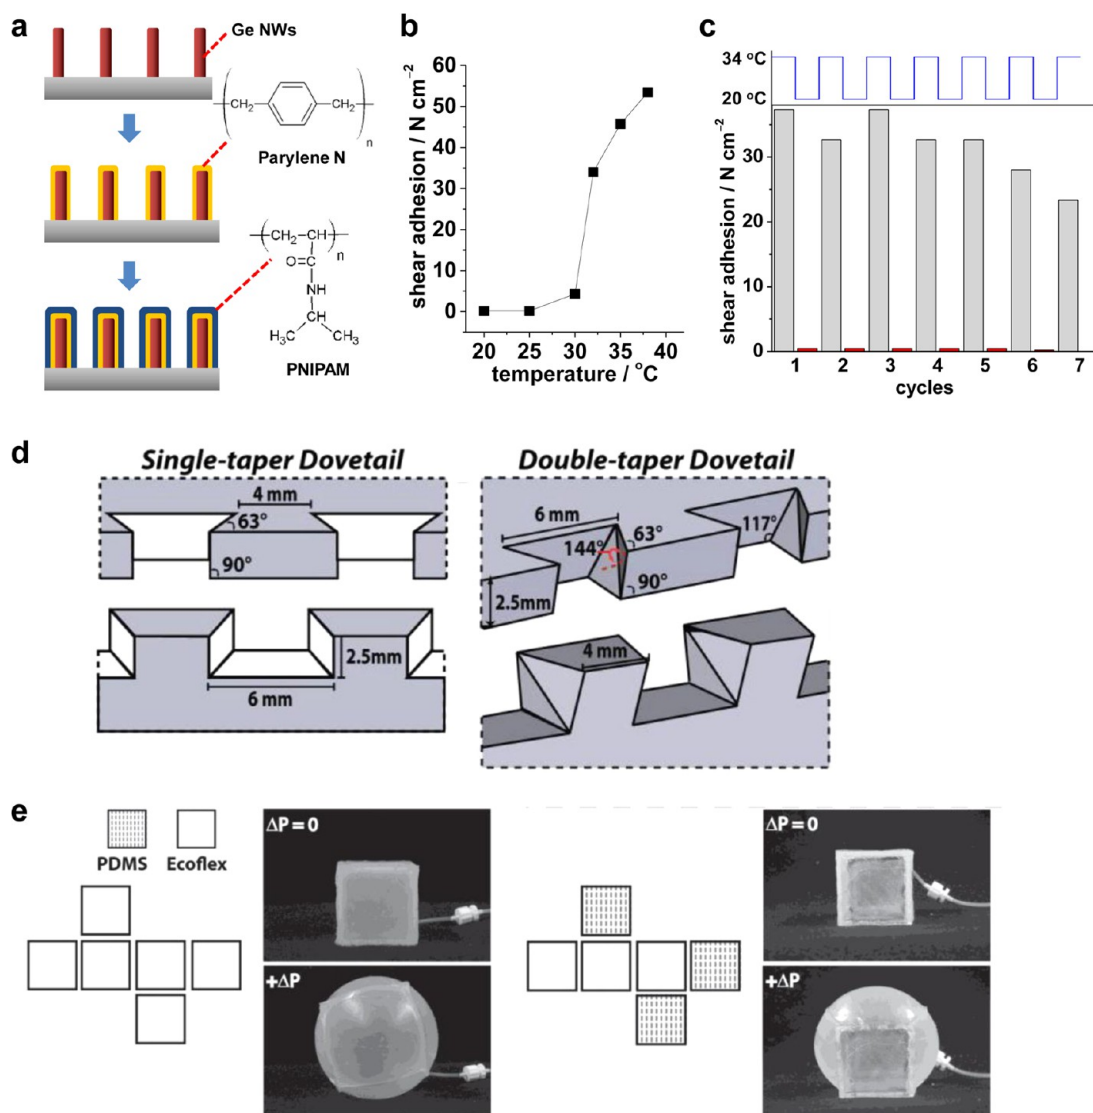 a
Ge NWs
CH₂
CH₂
n
Parylene N
CH₂—CH
n
O=C
NH
CH
H₃C
CH₃
PNIPAM
b
shear adhesion / N cm⁻²
60
50
40
30
20
10
0
20 25 30 35 40
temperature / °C
c
34 °C
20 °C
shear adhesion / N cm⁻²
30
20
10
0
1 2 3 4 5 6 7
cycles
d
Single-taper Dovetail
4 mm
63°
90°
2.5mm
6 mm
Double-taper Dovetail
6 mm
63°
117°
144°
90°
2.5mm
4 mm
e
PDMS Ecoflex
ΔP = 0
+ΔP
ΔP = 0
+ΔP